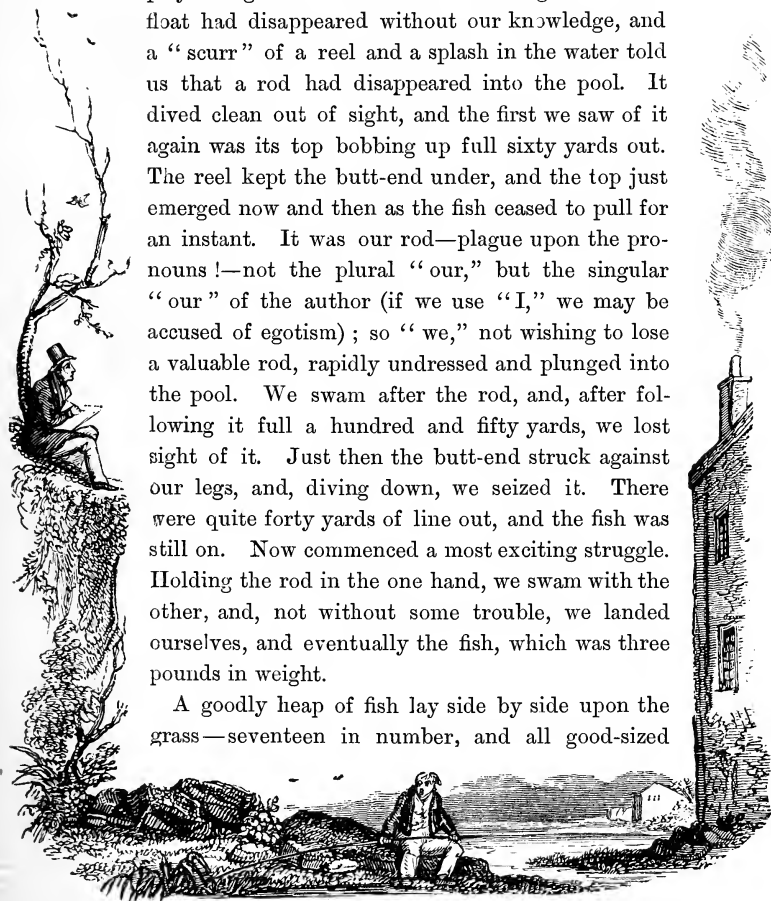 float had disappeared without our knowledge, and
a “ scurr ” of a reel and a splash in the water told
us that a rod had disappeared into the pool. It
dived clean out of sight, and the first we saw of it
again was its top bobbing up full sixty yards out.
The reel kept the butt-end under, and the top just
emerged now and then as the fish ceased to pull for
an instant. It was our rod—plague upon the pro-
nouns !—not the plural “ our,” but the singular
“ our ” of the author (if we use “ I,” we may be
accused of egotism) ; so “ we,” not wishing to lose
a valuable rod, rapidly undressed and plunged into
the pool. We swam after the rod, and, after fol-
lowing it full a hundred and fifty yards, we lost
sight of it. Just then the butt-end struck against
our legs, and, diving down, we seized it. There
were quite forty yards of line out, and the fish was
still on. Now commenced a most exciting struggle.
Holding the rod in the one hand, we swam with the
other, and, not without some trouble, we landed
ourselves, and eventually the fish, which was three
pounds in weight.
A goodly heap of fish lay side by side upon the
grass—seventeen in number, and all good-sized